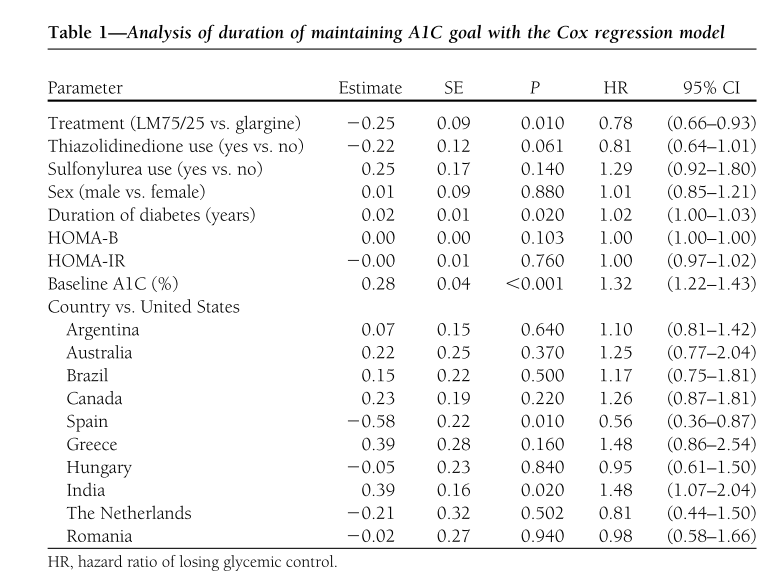 Table 1—Analysis of duration of maintaining A1C goal with the Cox regression model
Parameter Estimate SE P HR 95% CI
Treatment (LM75/25 vs. glargine) −0.25 0.09 0.010 0.78 (0.66–0.93)
Thiazolidinedione use (yes vs. no) −0.22 0.12 0.061 0.81 (0.64–1.01)
Sulfonylurea use (yes vs. no) 0.25 0.17 0.140 1.29 (0.92–1.80)
Sex (male vs. female) 0.01 0.09 0.880 1.01 (0.85–1.21)
Duration of diabetes (years) 0.02 0.01 0.020 1.02 (1.00–1.03)
HOMA-B 0.00 0.00 0.103 1.00 (1.00–1.00)
HOMA-IR −0.00 0.01 0.760 1.00 (0.97–1.02)
Baseline A1C (%) 0.28 0.04 <0.001 1.32 (1.22–1.43)
Country vs. United States
Argentina 0.07 0.15 0.640 1.10 (0.81–1.42)
Australia 0.22 0.25 0.370 1.25 (0.77–2.04)
Brazil 0.15 0.22 0.500 1.17 (0.75–1.81)
Canada 0.23 0.19 0.220 1.26 (0.87–1.81)
Spain −0.58 0.22 0.010 0.56 (0.36–0.87)
Greece 0.39 0.28 0.160 1.48 (0.86–2.54)
Hungary −0.05 0.23 0.840 0.95 (0.61–1.50)
India 0.39 0.16 0.020 1.48 (1.07–2.04)
The Netherlands −0.21 0.32 0.502 0.81 (0.44–1.50)
Romania −0.02 0.27 0.940 0.98 (0.58–1.66)
HR, hazard ratio of losing glycemic control.